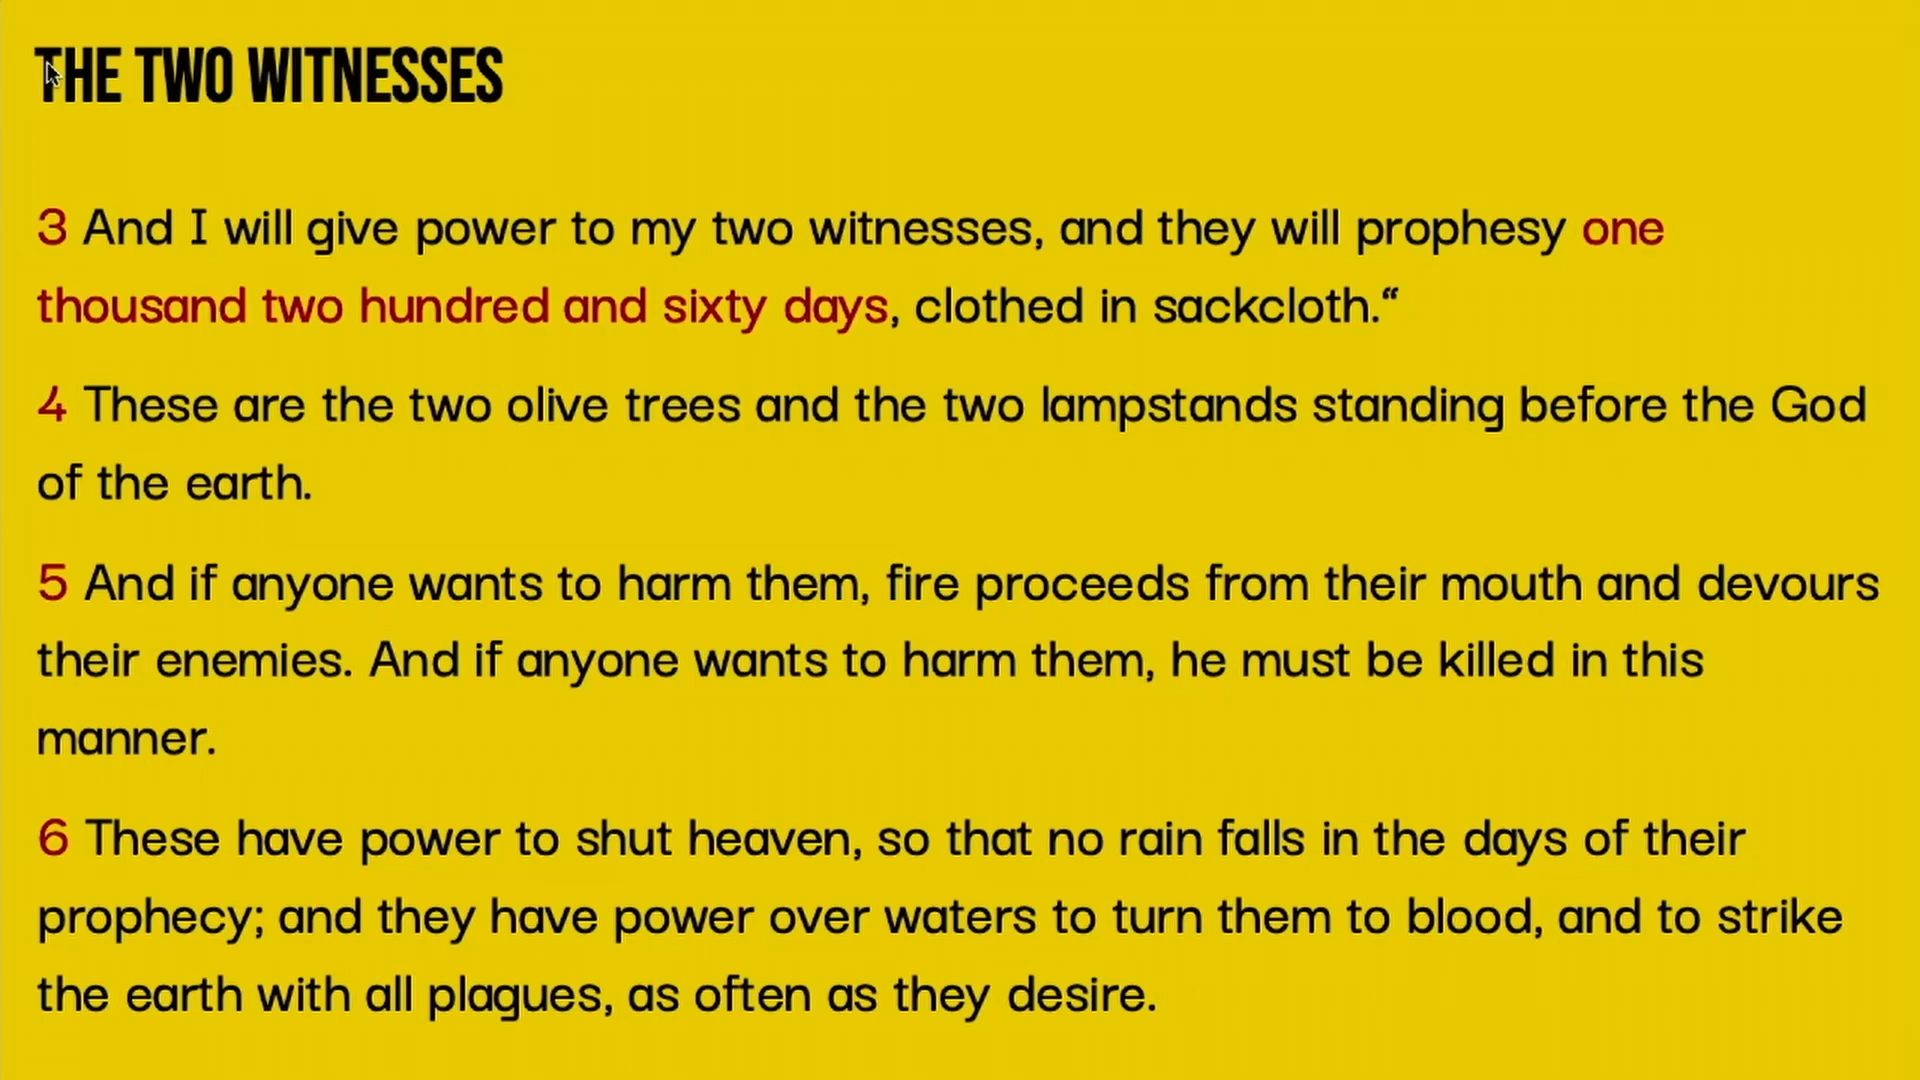 THE TWO WITNESSES
3 And I will give power to my two witnesses, and they will prophesy one
thousand two hundred and sixty days, clothed in sackcloth.“
4 These are the two olive trees and the two lampstands standing before the God
of the earth.
5 And if anyone wants to harm them, fire proceeds from their mouth and devours
their enemies. And if anyone wants to harm them, he must be killed in this
manner.
6 These have power to shut heaven, so that no rain falls in the days of their
prophecy; and they have power over waters to turn them to blood, and to strike
the earth with all plagues, as often as they desire.